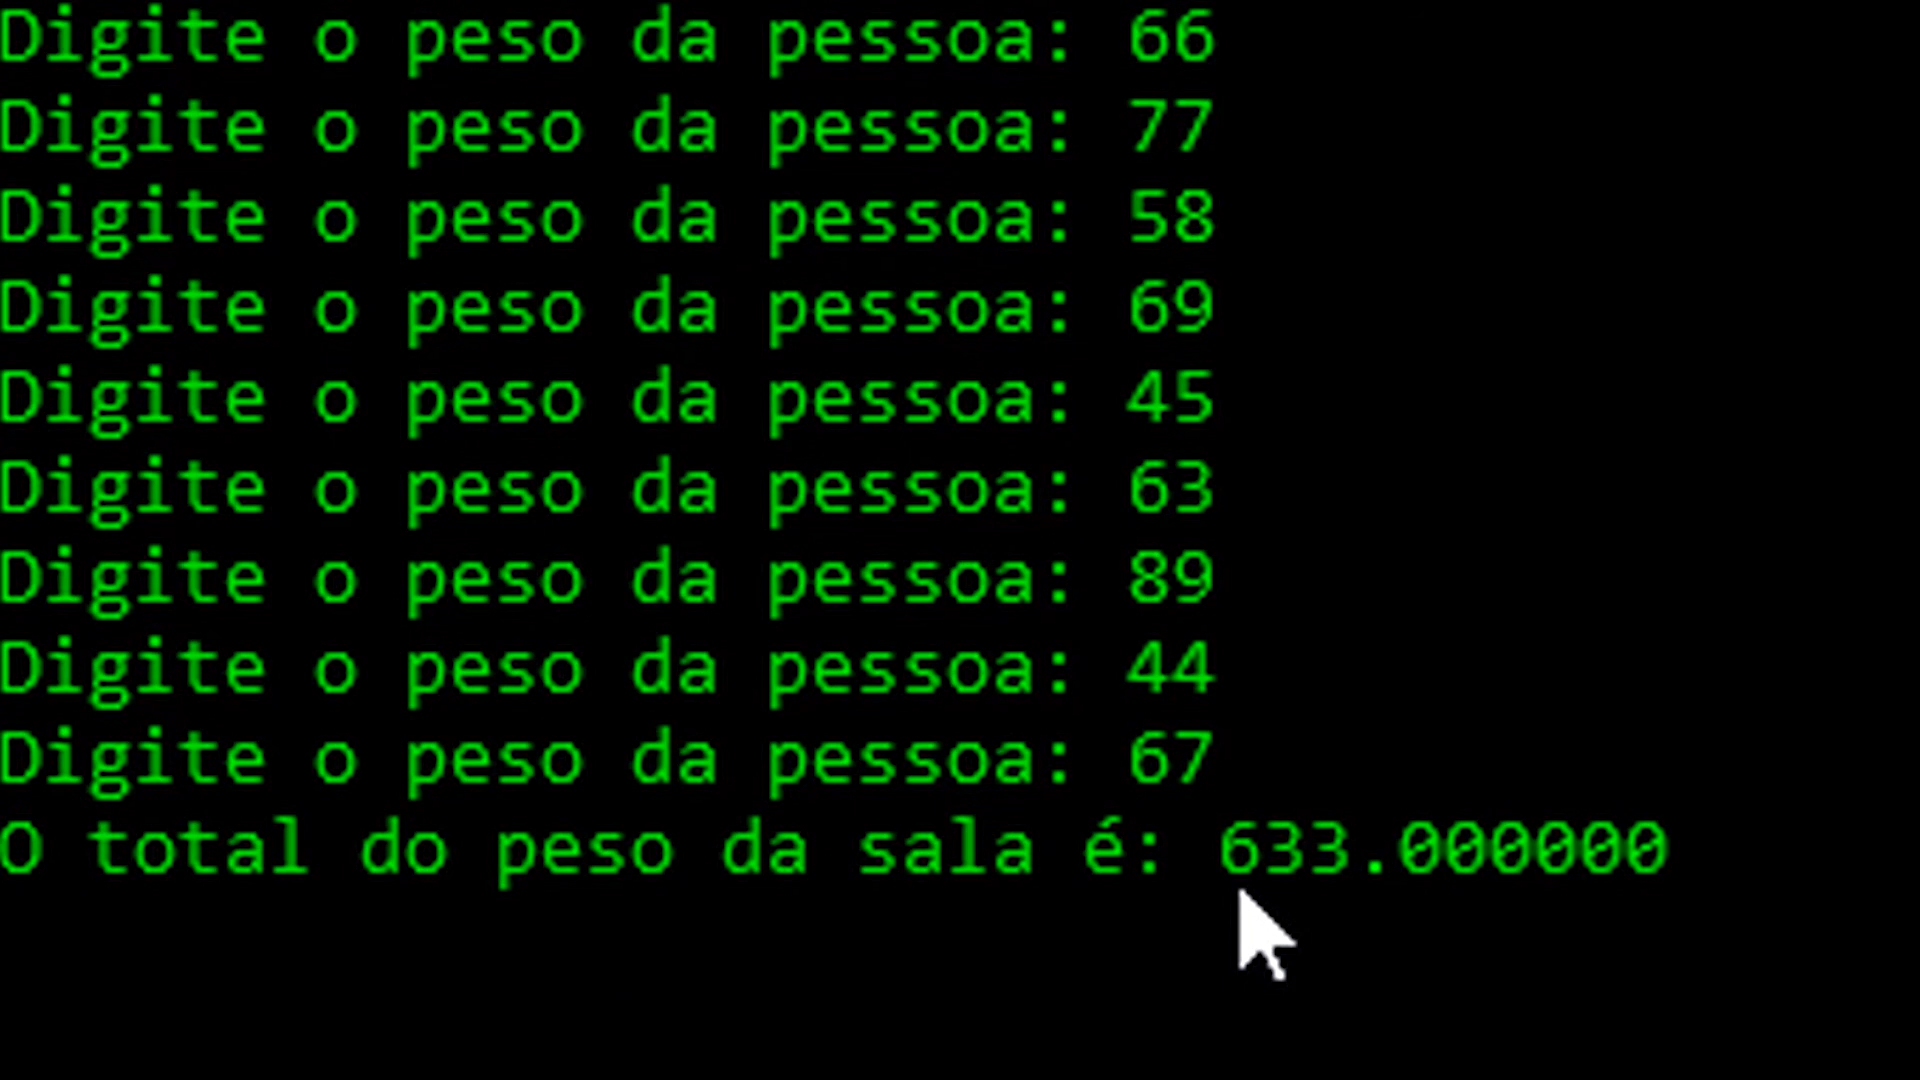 Digite o peso da pessoa: 66
Digite o peso da pessoa: 77
Digite o peso da pessoa: 58
Digite o peso da pessoa: 69
Digite o peso da pessoa: 45
Digite o peso da pessoa: 63
Digite o peso da pessoa: 89
Digite o peso da pessoa: 44
Digite o peso da pessoa: 67
O total do peso da sala é: 633.000000